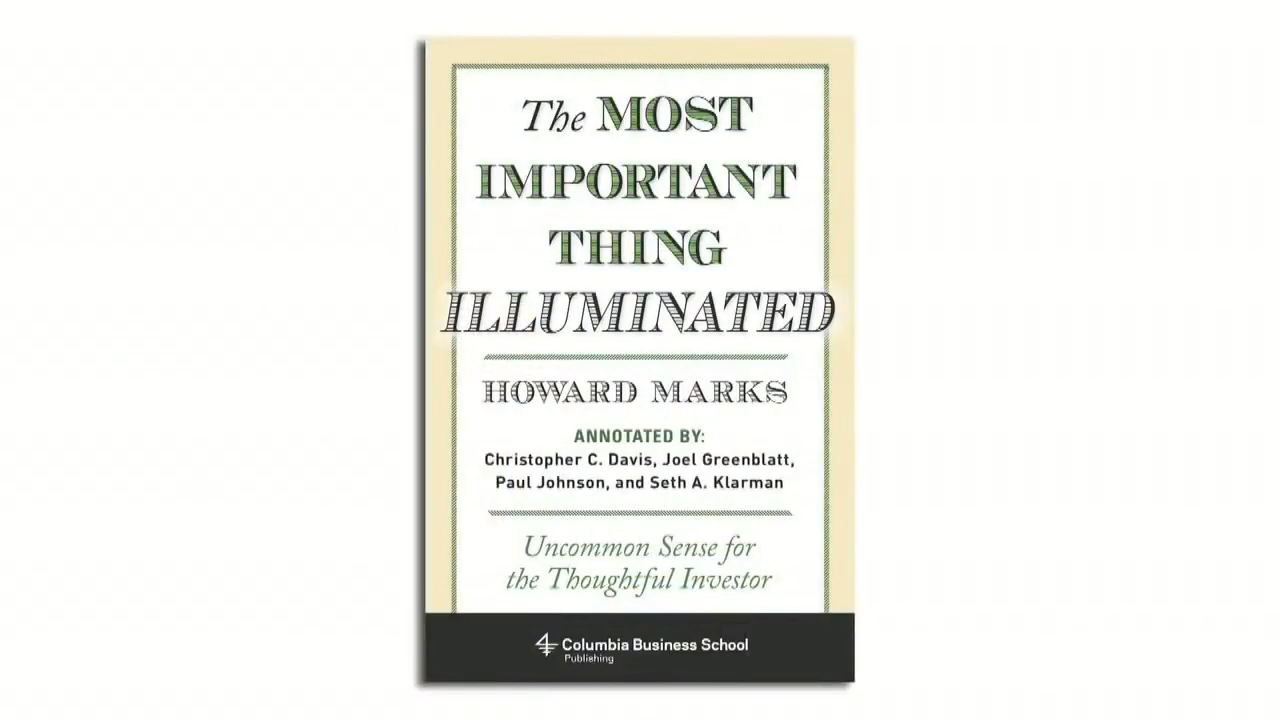 The MOST
IMPORTANT
THING
ILLUMINATED
HOWARD MARKS
ANNOTATED BY:
Christopher C. Davis, Joel Greenblatt,
Paul Johnson, and Seth A. Klarman
Uncommon Sense for
the Thoughtful Investor
Columbia Business School
Publishing